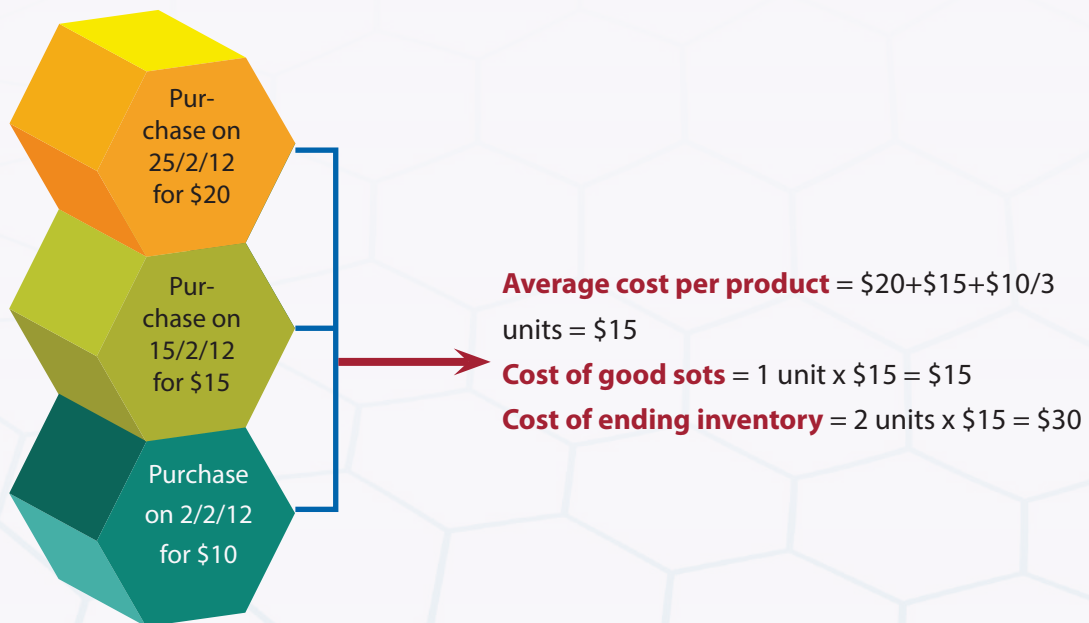 Pur-
chase on
25/2/12
for $20
Pur-
chase on
15/2/12
for $15
Purchase
on 2/2/12
for $10
Average cost per product = $20+$15+$10/3
units = $15
Cost of good sots = 1 unit x $15 = $15
Cost of ending inventory = 2 units x $15 = $30